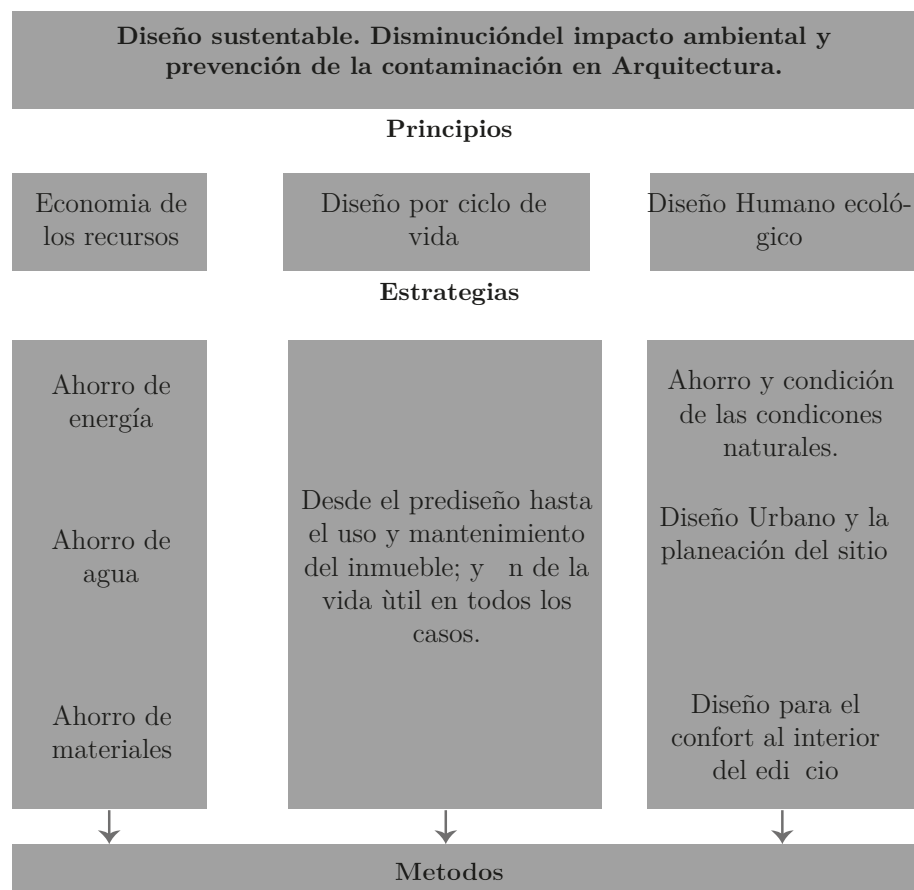 Diseño sustentable. Disminucióndel impacto ambiental y
prevención de la contaminación en Arquitectura.
Principios
Economia de
los recursos
Diseño por ciclo de
vida
Diseño Humano ecoló-
gico
Estrategias
Ahorro de
energía
Ahorro de
agua
Ahorro de
materiales
Desde el prediseño hasta
el uso y mantenimiento
del inmueble; y n de la
vida ùtil en todos los
casos.
Ahorro y condición
de las condicones
naturales.
Diseño Urbano y la
planeación del sitio
Diseño para el
confort al interior
del edi cio
Metodos